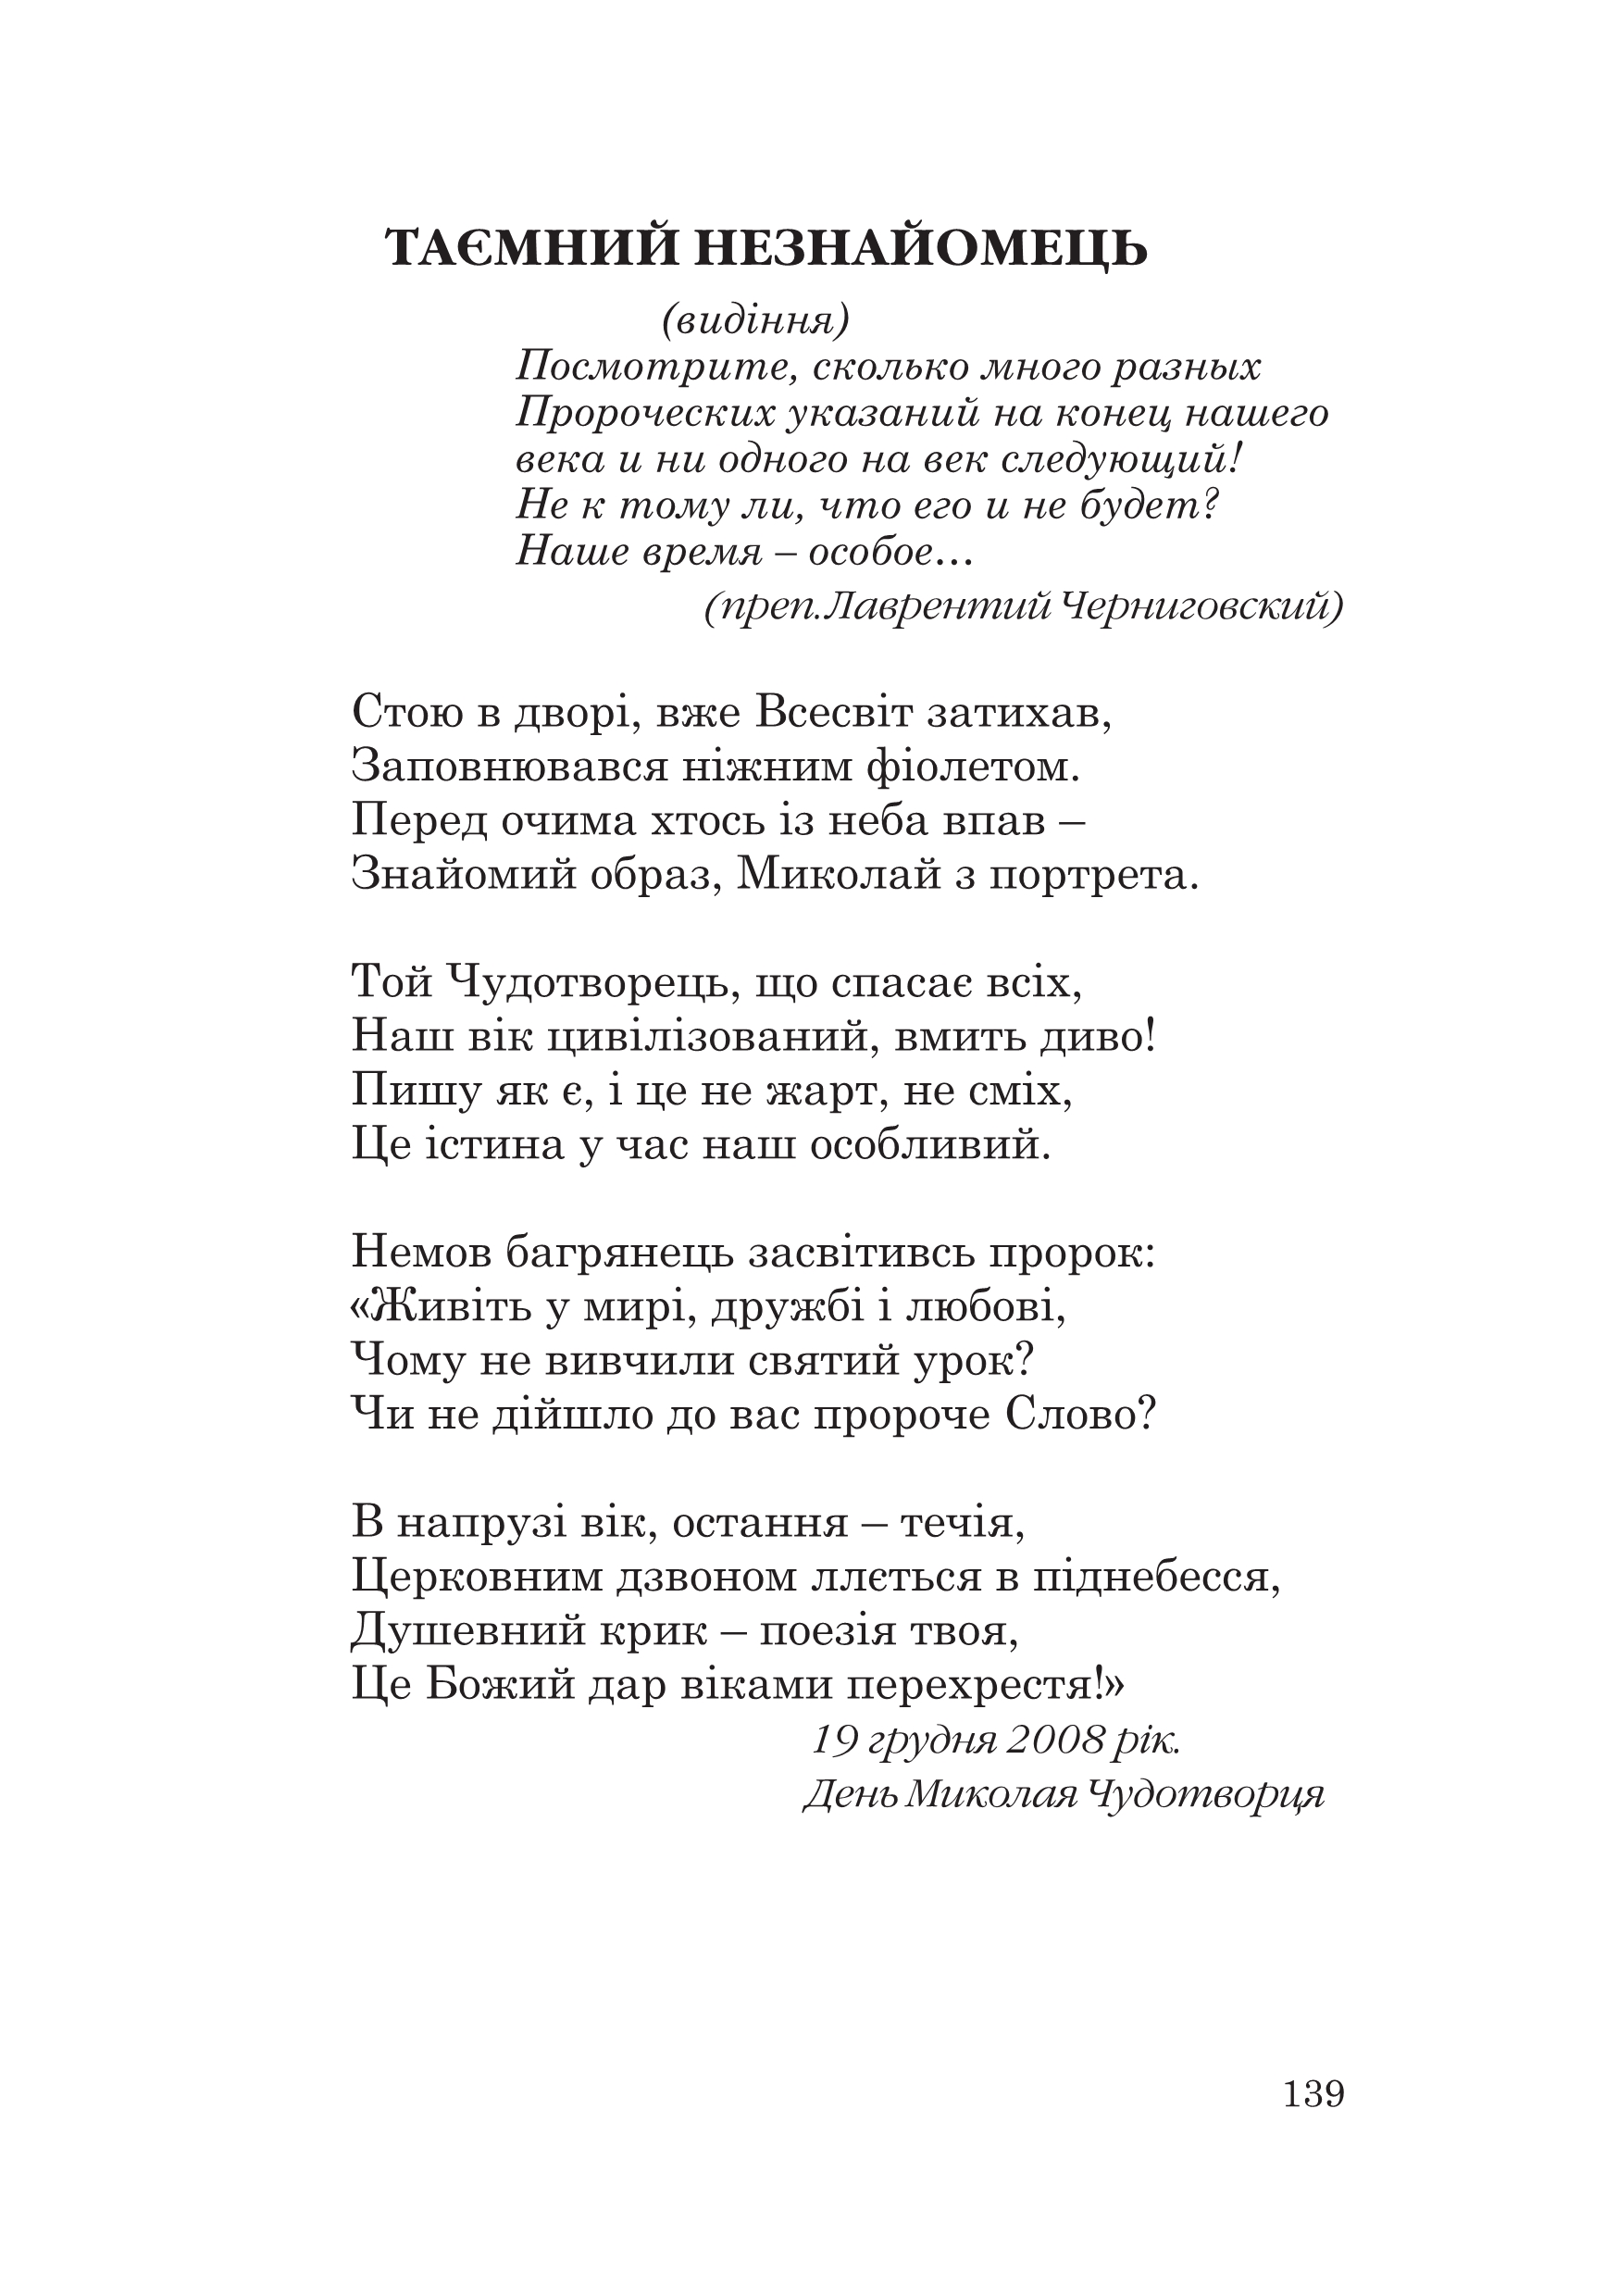 ТАЄМНИЙ НЕЗНАЙОМЕЦЬ
(видіння)
Посмотрите, сколько много разных
Пророческих указаний на конец нашего
века и ни одного на век следующий!
Не к тому ли, что его и не будет?
Наше время – особое...
(преп.Лаврентий Черниговский)
Стою в дворі, вже Всесвіт затихав,
Заповнювався ніжним фіолетом.
Перед очима хтось із неба впав –
Знайомий образ, Миколай з портрета.
Той Чудотворець, що спасає всіх,
Наш вік цивілізований, вмить диво!
Пишу як є, і це не жарт, не сміх,
Це істина у час наш особливий.
Немов багрянець засвітивсь пророк:
«Живіть у мирі, дружбі і любові,
Чому не вивчили святий урок?
Чи не дійшло до вас пророче Слово?
В напрузі вік, остання – течія,
Церковним дзвоном ллється в піднебесся,
Душевний крик – поезія твоя,
Це Божий дар віками перехрестя!»
19 грудня 2008 рік.
День Миколая Чудотворця
139